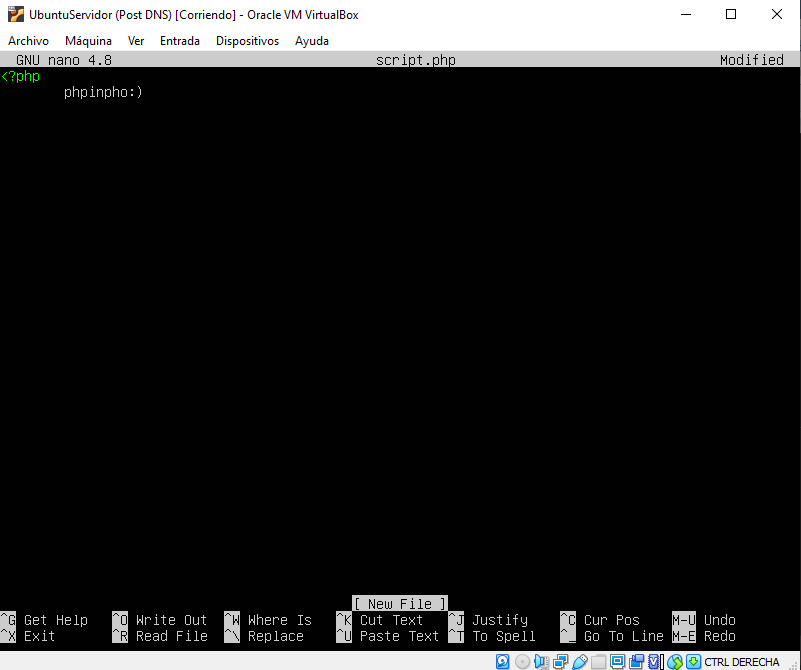 UbuntuServidor (Post DNS) [Corriendo] - Oracle VM VirtualBox
Archivo Máquina Ver Entrada Dispositivos Ayuda
GNU nano 4.8 script.php Modified
<?php
phpinpho:)
[ New File ]
^G Get Help ^O Write Out ^W Where Is ^K Cut Text ^J Justify ^C Cur Pos M-U Undo
^X Exit ^R Read File ^\ Replace ^U Paste Text ^T To Spell ^_ Go To Line M-E Redo
CTRL DERECHA